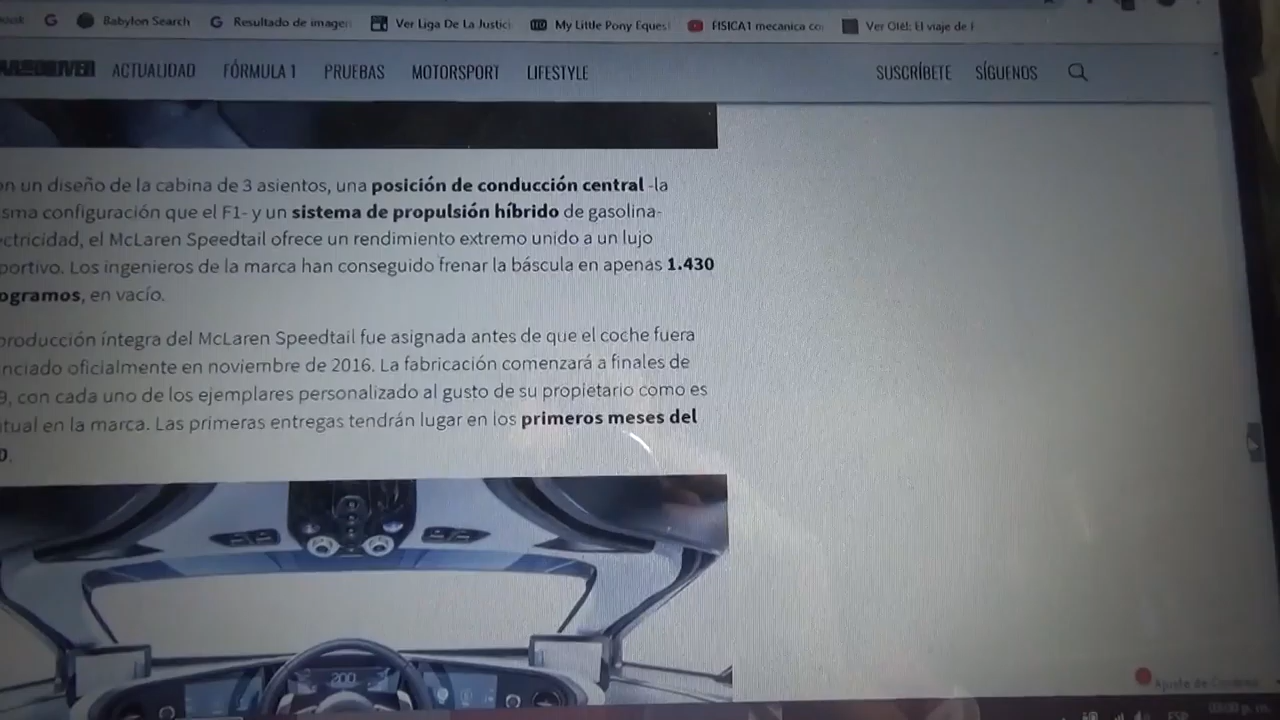 Babylon Search Resultado de imagen Ver Liga De La Justici My Little Pony Equest FISICA1 mecanica co Ver Olé!: El viaje de F
ACTUALIDAD FÓRMULA 1 PRUEBAS MOTORSPORT LIFESTYLE SUSCRÍBETE SÍGUENOS
n un diseño de la cabina de 3 asientos, una posición de conducción central -la
sma configuración que el F1- y un sistema de propulsión híbrido de gasolina-
ctricidad, el McLaren Speedtail ofrece un rendimiento extremo unido a un lujo
portivo. Los ingenieros de la marca han conseguido frenar la báscula en apenas 1.430
ogramos, en vacío.
producción íntegra del McLaren Speedtail fue asignada antes de que el coche fuera
nciado oficialmente en noviembre de 2016. La fabricación comenzará a finales de
9, con cada uno de los ejemplares personalizado al gusto de su propietario como es
itual en la marca. Las primeras entregas tendrán lugar en los primeros meses del
0.
200
Ajuste de